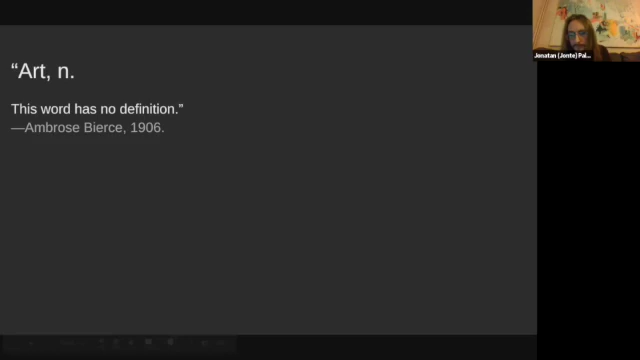 “Art, n.
This word has no definition.”
—Ambrose Bierce, 1906.
Jonatan (Jonte) Pal...